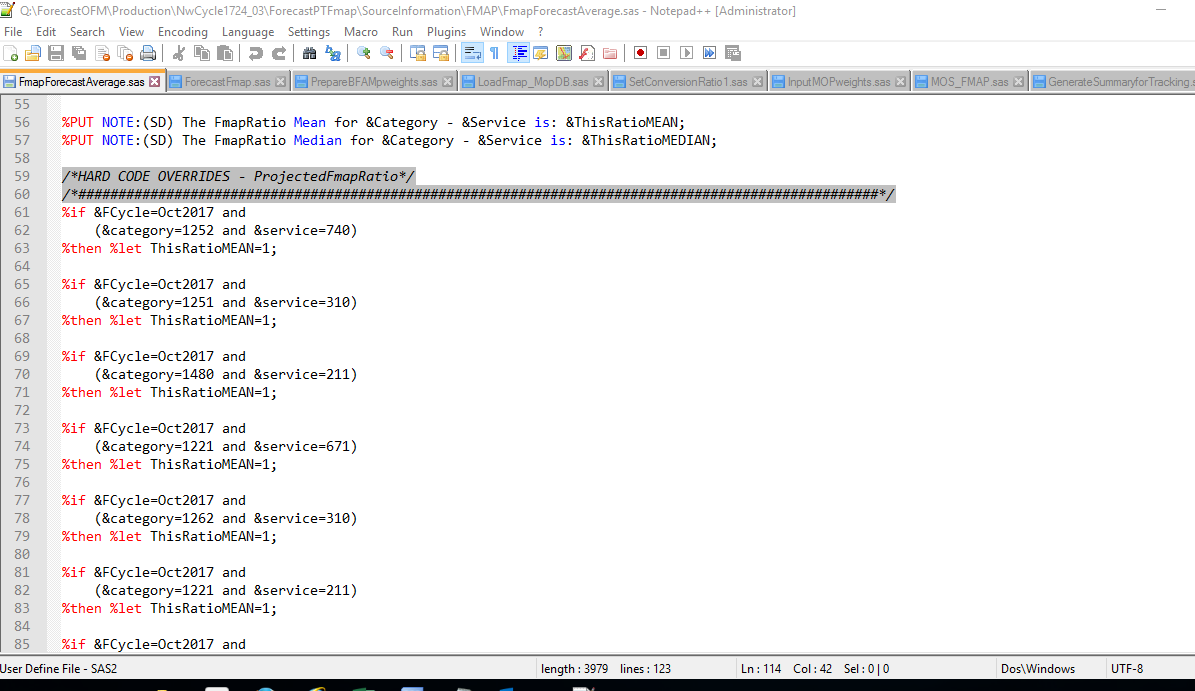 Q:\ForecastOFM\Production\NwCycle1724_03\ForecastPTFmap\SourceInformation\FMAP\FmapForecastAverage.sas - Notepad++ [Administrator]
File Edit Search View Encoding Language Settings Macro Run Plugins Window ?
FmapForecastAverage.sas ForecastFmap.sas PrepareBFAMpweights.sas LoadFmap_MopDB.sas SetConversionRatio1.sas InputMOPweights.sas MOS_FMAP.sas GenerateSummaryforTracking.
55
56 %PUT NOTE:(SD) The FmapRatio Mean for &Category - &Service is: &ThisRatioMEAN;
57 %PUT NOTE:(SD) The FmapRatio Median for &Category - &Service is: &ThisRatioMEDIAN;
58
59 /*HARD CODE OVERRIDES - ProjectedFmapRatio*/
60 /*####################################################################################################*/
61 %if &FCycle=Oct2017 and
62 (&category=1252 and &service=740)
63 %then %let ThisRatioMEAN=1;
64
65 %if &FCycle=Oct2017 and
66 (&category=1251 and &service=310)
67 %then %let ThisRatioMEAN=1;
68
69 %if &FCycle=Oct2017 and
70 (&category=1480 and &service=211)
71 %then %let ThisRatioMEAN=1;
72
73 %if &FCycle=Oct2017 and
74 (&category=1221 and &service=671)
75 %then %let ThisRatioMEAN=1;
76
77 %if &FCycle=Oct2017 and
78 (&category=1262 and &service=310)
79 %then %let ThisRatioMEAN=1;
80
81 %if &FCycle=Oct2017 and
82 (&category=1221 and &service=211)
83 %then %let ThisRatioMEAN=1;
84
85 %if &FCycle=Oct2017 and
User Define File - SAS2 length : 3979 lines : 123 Ln : 114 Col : 42 Sel : 0 | 0 Dos\Windows UTF-8